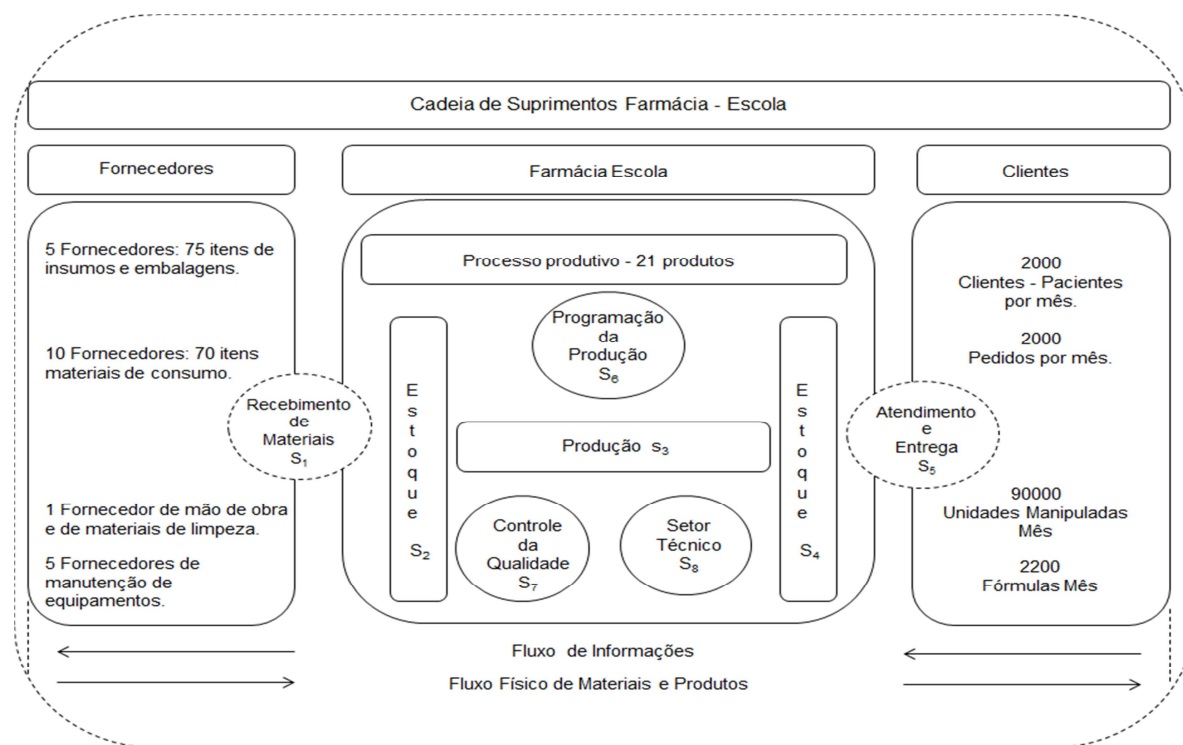 Cadeia de Suprimentos Farmácia - Escola
Fornecedores
Farmácia Escola
Clientes
5 Fornecedores: 75 itens de
insumos e embalagens.
10 Fornecedores: 70 itens
materiais de consumo.
1 Fornecedor de mão de obra
e de materiais de limpeza.
5 Fornecedores de
manutenção de
equipamentos.
Recebimento
de
Materiais
S₁
Processo produtivo - 21 produtos
Programação
da
Produção
S₆
Estoque
S₂
Produção s₃
Controle
da
Qualidade
S₇
Setor
Técnico
S₈
Estoque
S₄
Atendimento
e
Entrega
S₅
2000
Clientes - Pacientes
por mês.
2000
Pedidos por mês.
90000
Unidades Manipuladas
Mês
2200
Fórmulas Mês
Fluxo de Informações
Fluxo Físico de Materiais e Produtos